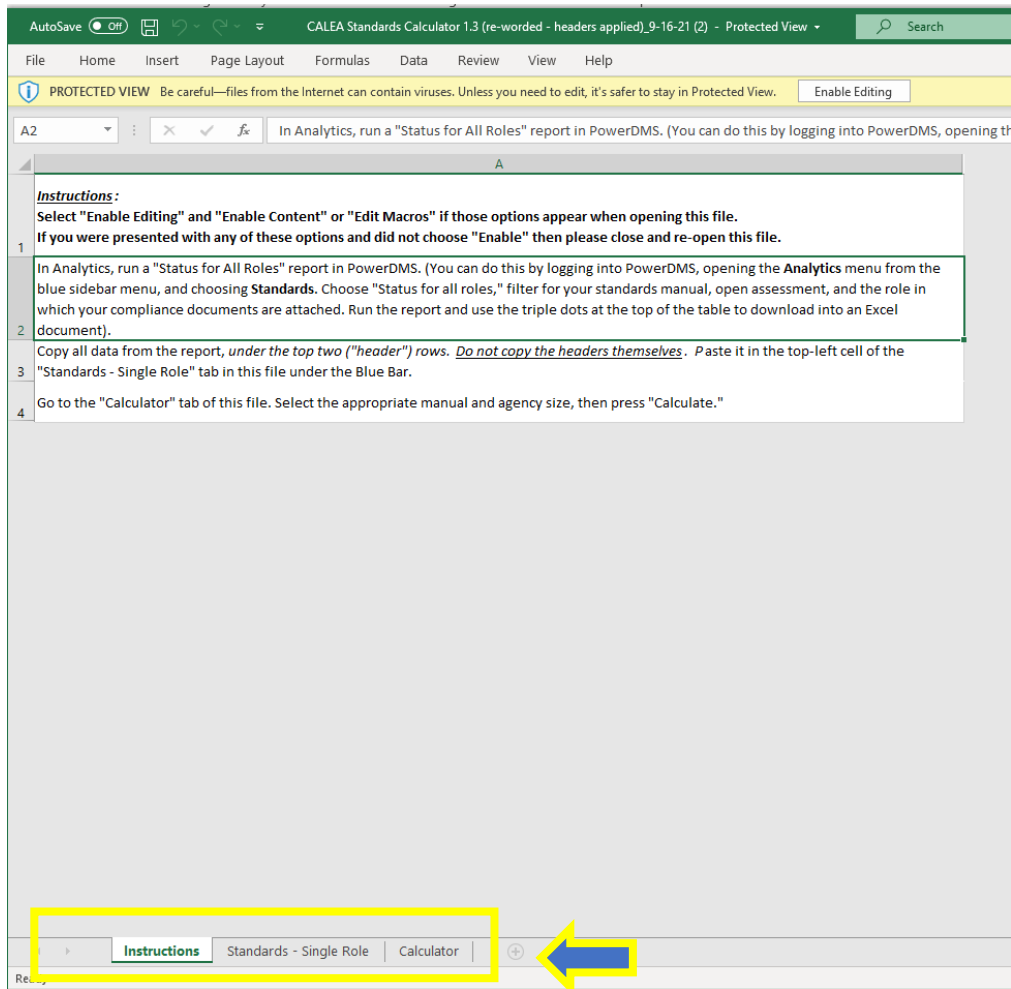 AutoSave Off CALEA Standards Calculator 1.3 (re-worded - headers applied)_9-16-21 (2) - Protected View Search
File Home Insert Page Layout Formulas Data Review View Help
PROTECTED VIEW Be careful—files from the Internet can contain viruses. Unless you need to edit, it's safer to stay in Protected View. Enable Editing
A2 fx In Analytics, run a "Status for All Roles" report in PowerDMS. (You can do this by logging into PowerDMS, opening th
A
Instructions:
Select "Enable Editing" and "Enable Content" or "Edit Macros" if those options appear when opening this file.
1 If you were presented with any of these options and did not choose "Enable" then please close and re-open this file.
In Analytics, run a "Status for All Roles" report in PowerDMS. (You can do this by logging into PowerDMS, opening the Analytics menu from the
blue sidebar menu, and choosing Standards. Choose "Status for all roles," filter for your standards manual, open assessment, and the role in
which your compliance documents are attached. Run the report and use the triple dots at the top of the table to download into an Excel
2 document).
Copy all data from the report, under the top two ("header") rows. Do not copy the headers themselves. Paste it in the top-left cell of the
3 "Standards - Single Role" tab in this file under the Blue Bar.
4 Go to the "Calculator" tab of this file. Select the appropriate manual and agency size, then press "Calculate."
Instructions Standards - Single Role Calculator